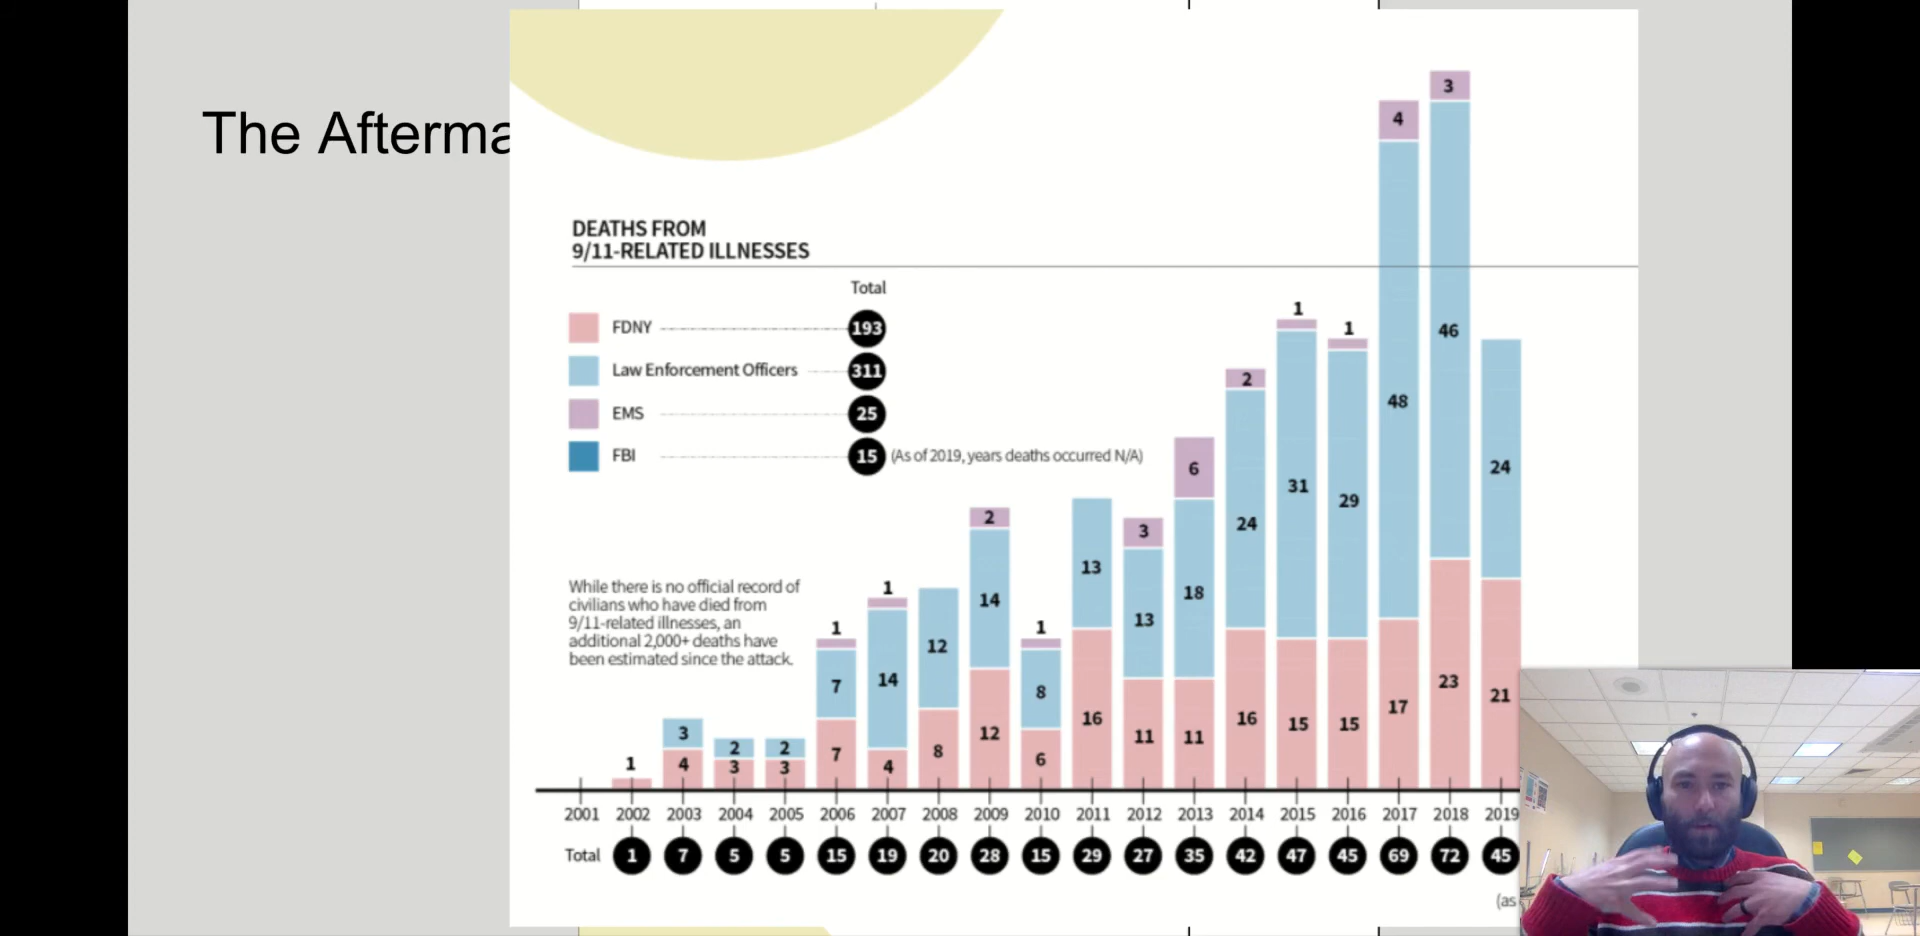 The Afterma
DEATHS FROM
9/11-RELATED ILLNESSES
Total
FDNY 193
Law Enforcement Officers 311
EMS 25
FBI 15 (As of 2019, years deaths occurred N/A)
While there is no official record of
civilians who have died from
9/11-related illnesses, an
additional 2,000+ deaths have
been estimated since the attack.
1
3
4
2
3
2
3
1
7
7
1
14
4
12
8
2
14
12
1
8
6
13
16
3
13
11
6
18
11
2
24
16
1
31
15
1
29
15
4
48
17
3
46
23
24
21
2001 2002 2003 2004 2005 2006 2007 2008 2009 2010 2011 2012 2013 2014 2015 2016 2017 2018 2019
Total 1 7 5 5 15 19 20 28 15 29 27 35 42 47 45 69 72 45
(as